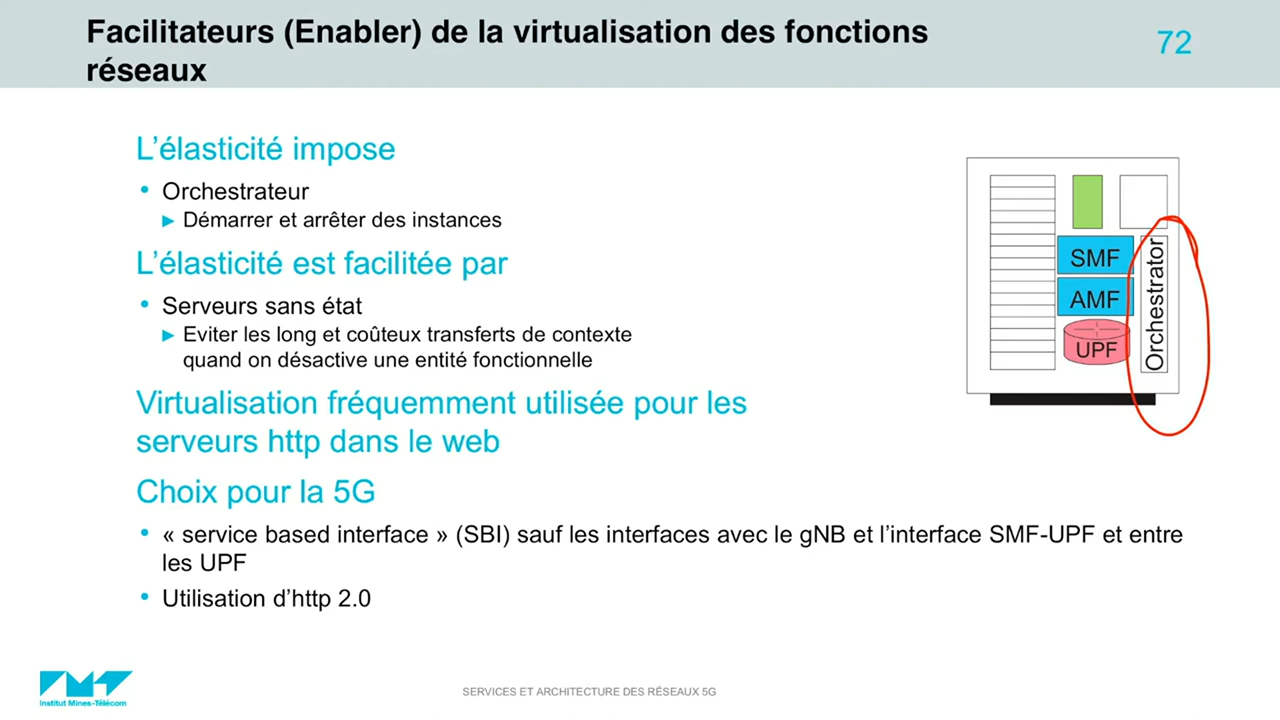 Facilitateurs (Enabler) de la virtualisation des fonctions
réseaux
72
L'élasticité impose
• Orchestrateur
► Démarrer et arrêter des instances
L'élasticité est facilitée par
• Serveurs sans état
► Eviter les long et coûteux transferts de contexte
quand on désactive une entité fonctionnelle
Virtualisation fréquemment utilisée pour les
serveurs http dans le web
Choix pour la 5G
• « service based interface » (SBI) sauf les interfaces avec le gNB et l'interface SMF-UPF et entre
les UPF
• Utilisation d'http 2.0
SMF
AMF
UPF
Orchestrator
IMT
Institut Mines-Télécom
SERVICES ET ARCHITECTURE DES RÉSEAUX 5G